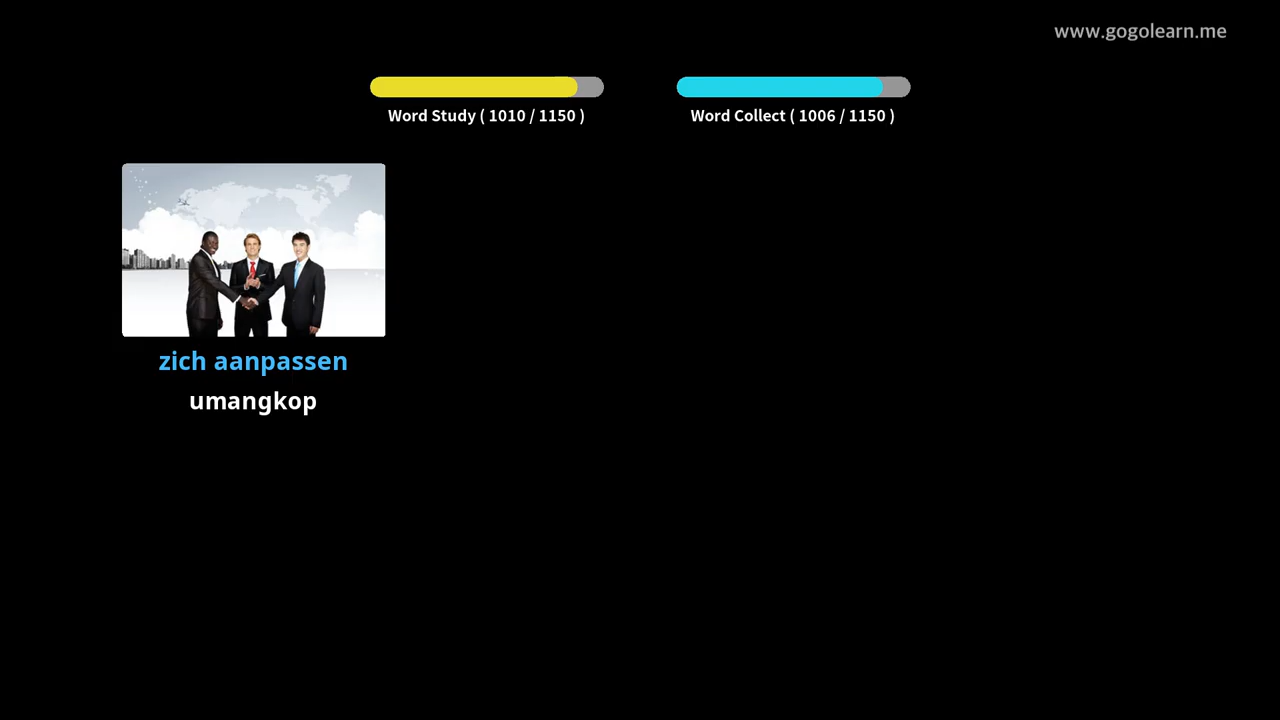 www.gogolearn.me
Word Study ( 1010 / 1150 )
Word Collect ( 1006 / 1150 )
zich aanpassen
umangkop